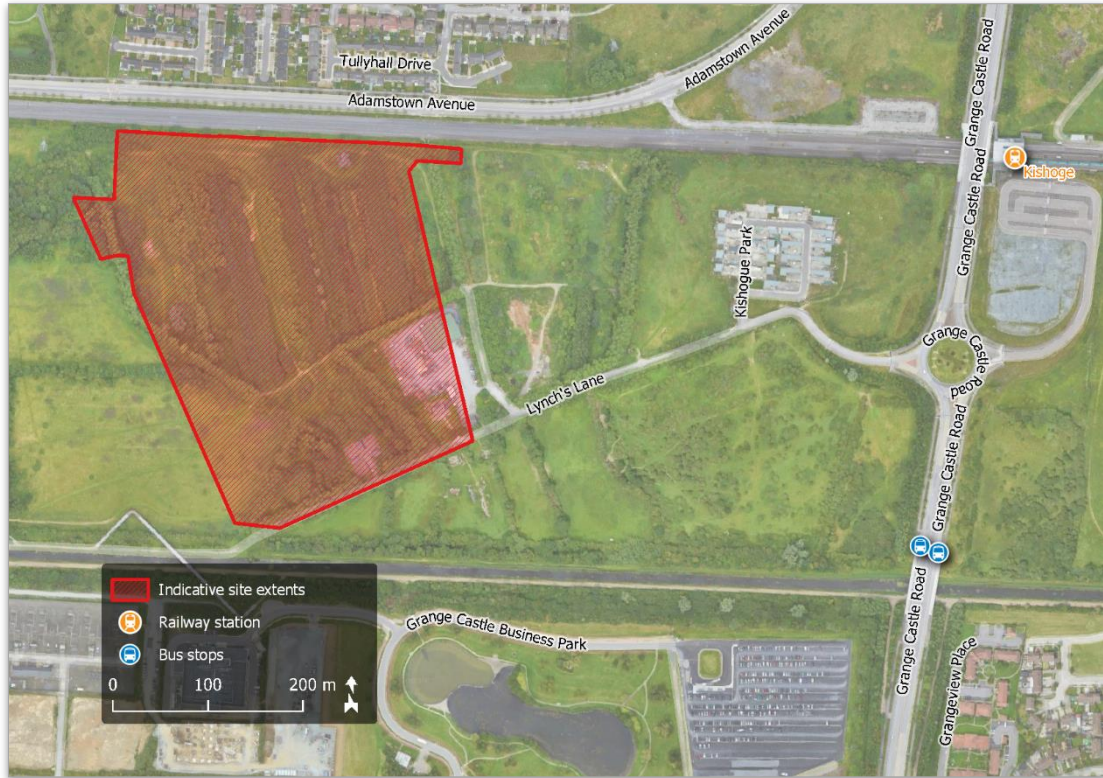 Tullyhall Drive
Adamstown Avenue
Adamstown Avenue
Grange Castle Road
Grange Castle Road
Kishoge
Grange Castle Road
Kishogue Park
Grange Castle
Road
Lynch's Lane
Grange Castle Road
Grange Castle Road
Grange Castle Business Park
Grangeview Place
Indicative site extents
Railway station
Bus stops
0 100 200 m